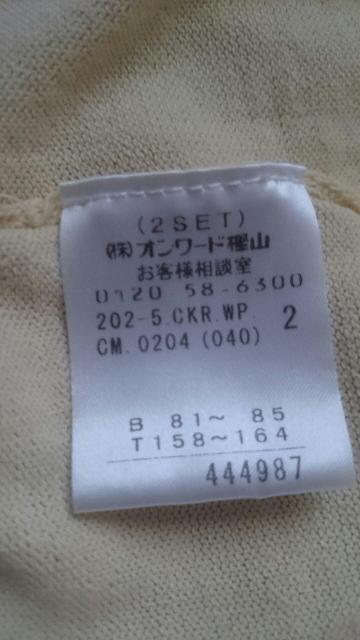 (2SET)
(株)オンワード樫山
お客様相談室
0120-58-6300
202-5.CKR.WP. 2
CM.0204(040)
B 81～ 85
T158～164
444987